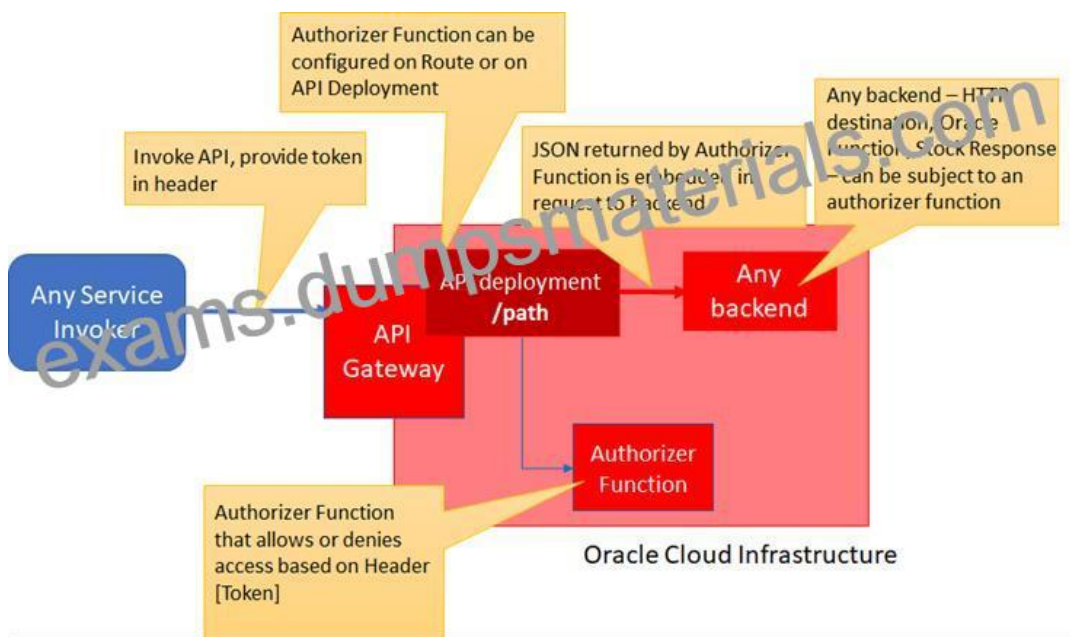 Authorizer Function can be
configured on Route or on
API Deployment
Any backend – HTTP
destination, Oracle
Function, Stock Response
– can be subject to an
authorizer function
Invoke API, provide token
in header
JSON returned by Authorizer
Function is embedded in
request to backend
Any Service
Invoker
API
Gateway
API deployment
/path
Any
backend
Authorizer
Function
Authorizer Function
that allows or denies
access based on Header
[Token]
Oracle Cloud Infrastructure
exams.dumpsmaterials.com